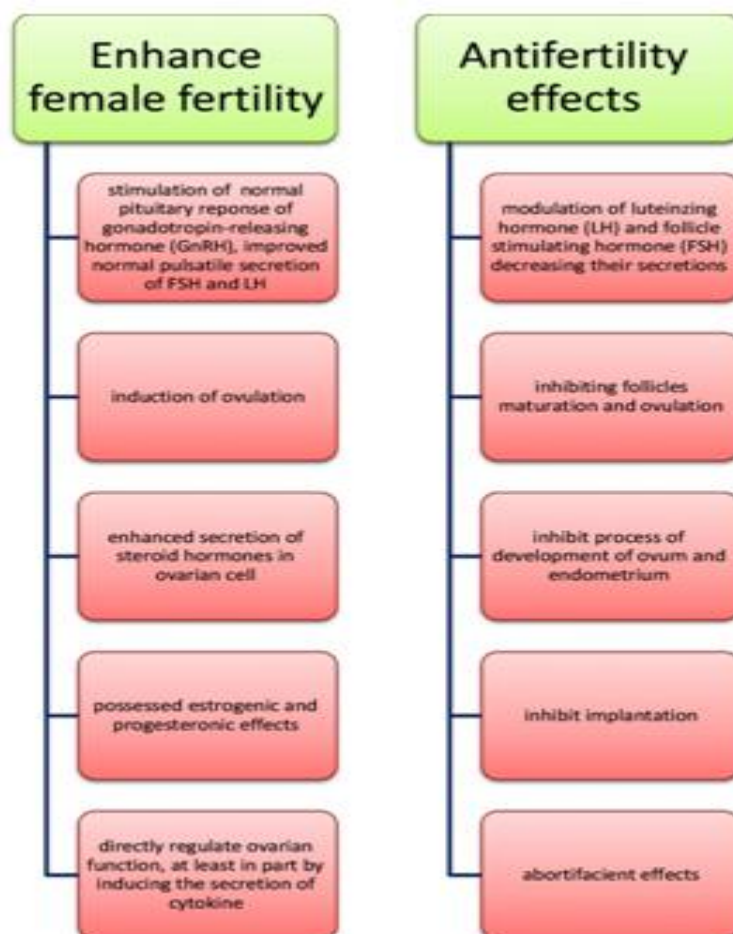 Enhance
female fertility
stimulation of normal
pituitary reponse of
gonadotropin-releasing
hormone (GnRH), improved
normal pulsatile secretion
of FSH and LH
induction of ovulation
enhanced secretion of
steroid hormones in
ovarian cell
possessed estrogenic and
progesteronic effects
directly regulate ovarian
function, at least in part by
inducing the secretion of
cytokine
Antifertility
effects
modulation of luteinzing
hormone (LH) and follicle
stimulating hormone (FSH)
decreasing their secretions
inhibiting follicles
maturation and ovulation
inhibit process of
development of ovum and
endometrium
inhibit implantation
abortifacient effects